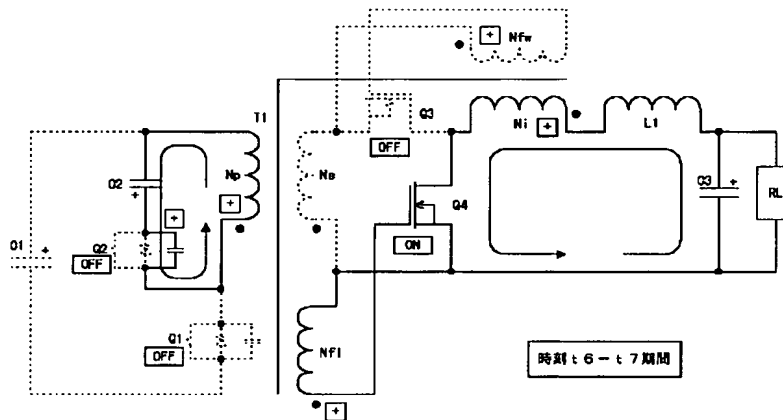 + Nfw
T1
Q3
OFF
Ni + L1
C2
+
Np
+
Ns
Q4
ON
C3 +
RL
C1 +
+
Q2
OFF
Q1
OFF
Nfl
+
時刻t6-t7期間